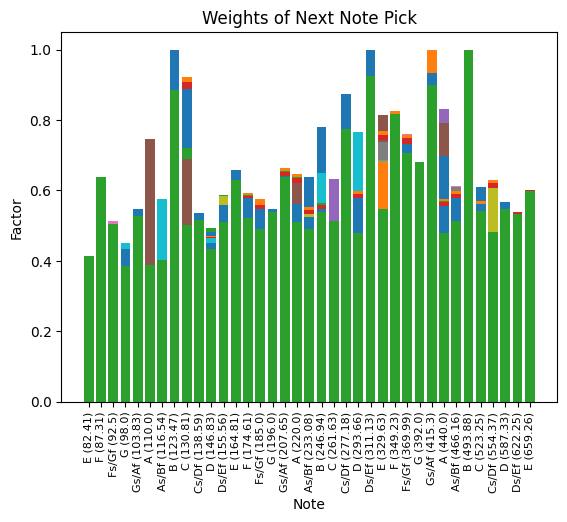 Weights of Next Note Pick
1.0
0.8
0.6
0.4
0.2
0.0
Factor
E (82.41)
F (87.31)
Fs/Gf (92.5)
G (98.0)
Gs/Af (103.83)
A (110.0)
As/Bf (116.54)
B (123.47)
C (130.81)
Cs/Df (138.59)
D (146.83)
Ds/Ef (155.56)
E (164.81)
F (174.61)
Fs/Gf (185.0)
G (196.0)
Gs/Af (207.65)
A (220.0)
As/Bf (233.08)
B (246.94)
C (261.63)
Cs/Df (277.18)
D (293.66)
Ds/Ef (311.13)
E (329.63)
F (349.23)
Fs/Gf (369.99)
G (392.0)
Gs/Af (415.3)
A (440.0)
As/Bf (466.16)
B (493.88)
C (523.25)
Cs/Df (554.37)
D (587.33)
Ds/Ef (622.25)
E (659.26)
Note